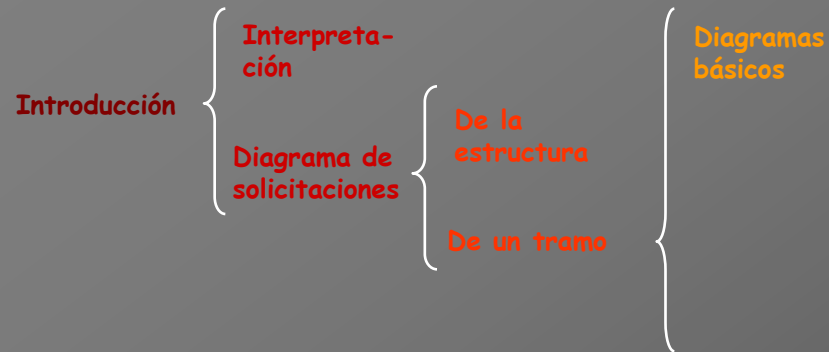 Introducción
Interpreta-
ción
Diagrama de
solicitaciones
De la
estructura
De un tramo
Diagramas
básicos